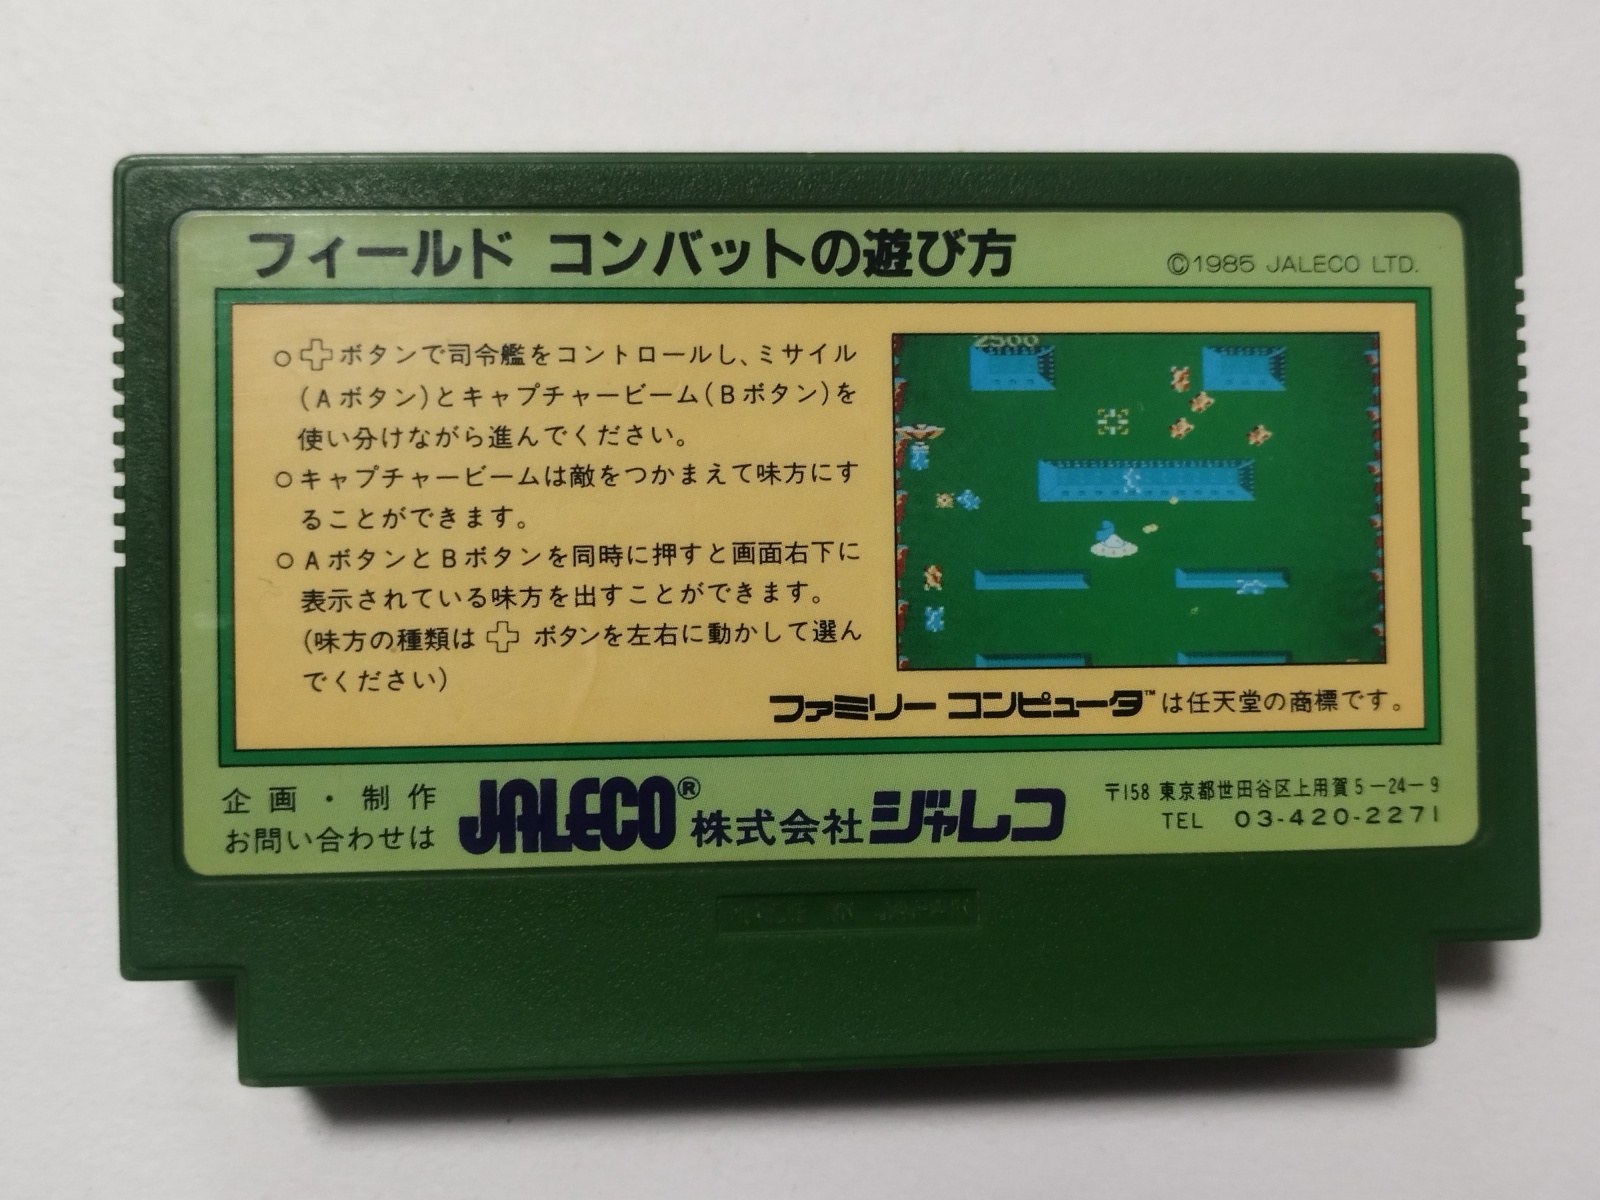 フィールド コンバットの遊び方
©1985 JALECO LTD.
○ボタンで司令艦をコントロールし、ミサイル
(Aボタン)とキャプチャービーム(Bボタン)を
使い分けながら進んでください。
○キャプチャービームは敵をつかまえて味方にす
ることができます。
○AボタンとBボタンを同時に押すと画面右下に
表示されている味方を出すことができます。
(味方の種類は ボタンを左右に動かして選ん
でください)
2500
ファミリー コンピュータ™は任天堂の商標です。
企画・制作
お問い合わせは
JALECO® 株式会社ジャレコ
〒158 東京都世田谷区上用賀5-24-9
TEL 03-420-2271
MADE IN JAPAN